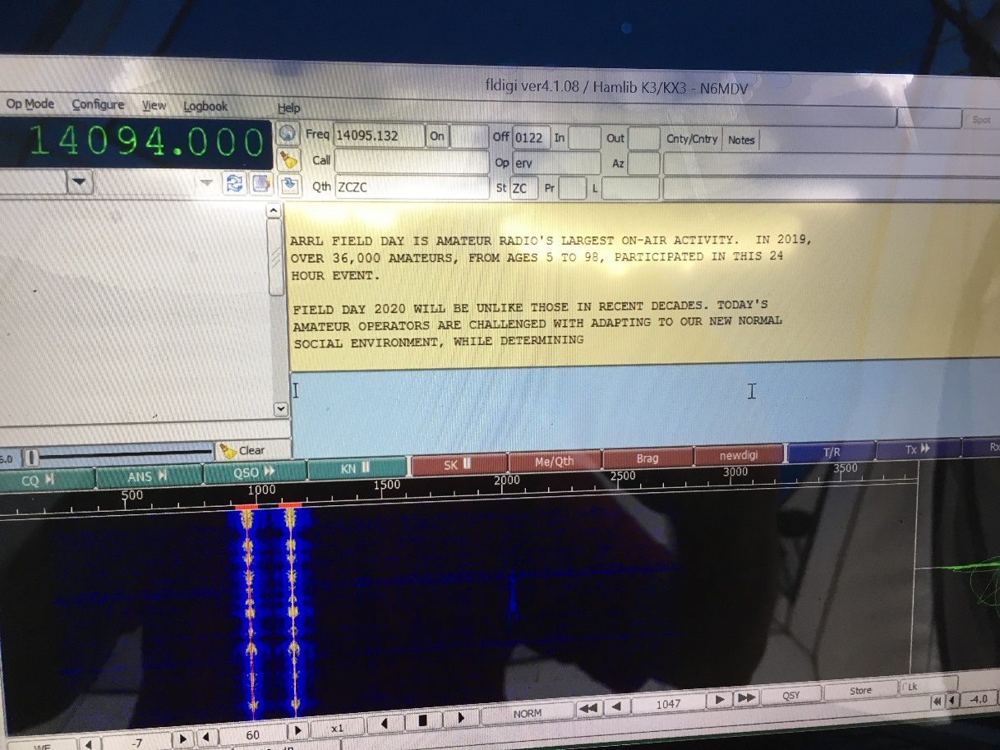 fldigi ver4.1.08 / Hamlib K3/KX3 - N6MDV
Op Mode Configure View Logbook Help
Spot
14094.000
Freq 14095.132 On Off 0122 In Out Cnty/Cntry Notes
Call Op erv Az
Qth ZCZC St ZC Pr L
ARRL FIELD DAY IS AMATEUR RADIO'S LARGEST ON-AIR ACTIVITY. IN 2019,
OVER 36,000 AMATEURS, FROM AGES 5 TO 98, PARTICIPATED IN THIS 24
HOUR EVENT.
FIELD DAY 2020 WILL BE UNLIKE THOSE IN RECENT DECADES. TODAY'S
AMATEUR OPERATORS ARE CHALLENGED WITH ADAPTING TO OUR NEW NORMAL
SOCIAL ENVIRONMENT, WHILE DETERMINING
Clear
CQ ANS QSO KN SK Me/Qth Brag newdigi T/R Tx Rx
500 1000 1500 2000 2500 3000 3500
WF -7 60 x1 NORM 1047 QSY Store Lk -4.0